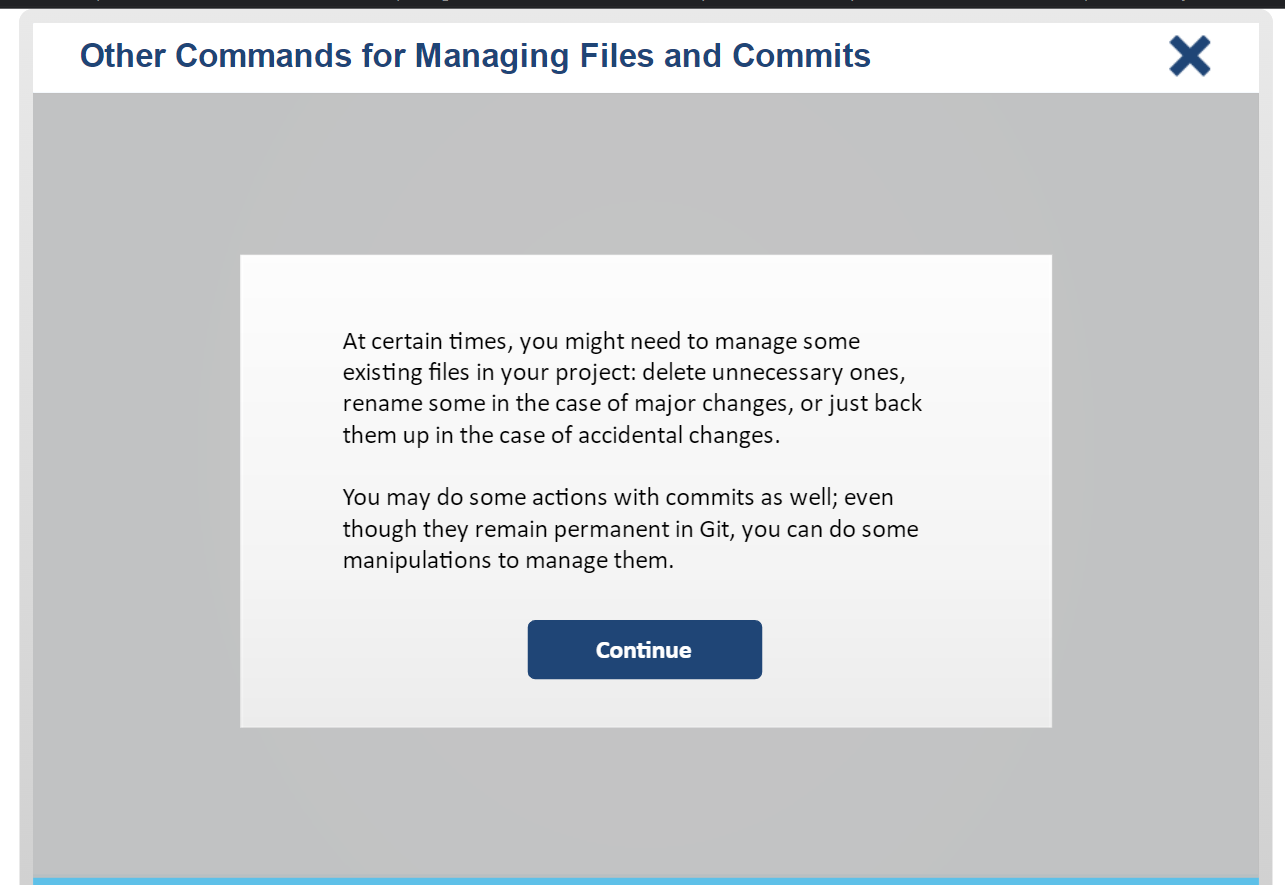 Other Commands for Managing Files and Commits
At certain times, you might need to manage some
existing files in your project: delete unnecessary ones,
rename some in the case of major changes, or just back
them up in the case of accidental changes.
You may do some actions with commits as well; even
though they remain permanent in Git, you can do some
manipulations to manage them.
Continue